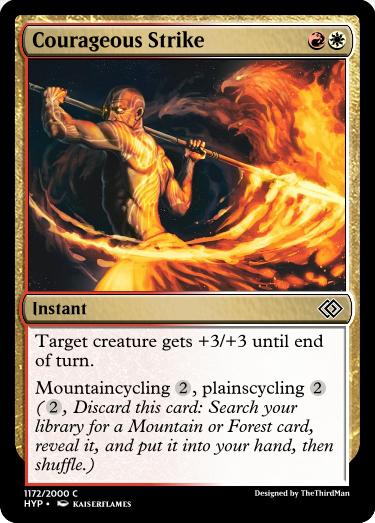 Courageous Strike
Instant
Target creature gets +3/+3 until end
of turn.
Mountaincycling 2, plainscycling 2
( 2, Discard this card: Search your
library for a Mountain or Forest card,
reveal it, and put it into your hand, then
shuffle.)
1172/2000 C
HYP • KAISERFLAMES
Designed by TheThirdMan